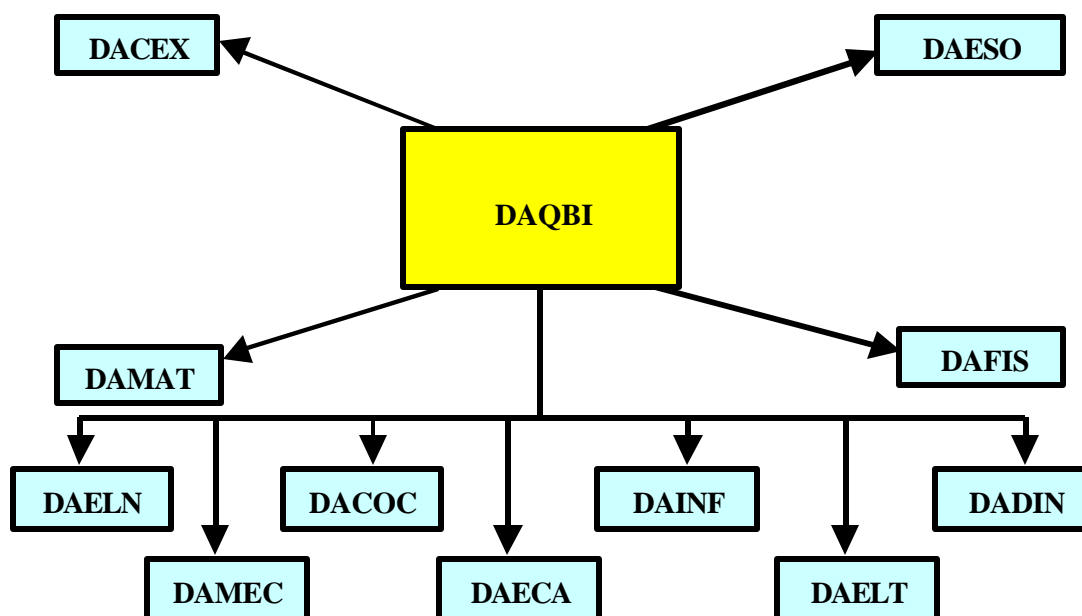 DACEX
DAESO
DAQBI
DAMAT
DAFIS
DAELN
DACOC
DAINF
DADIN
DAMEC
DAECA
DAELT